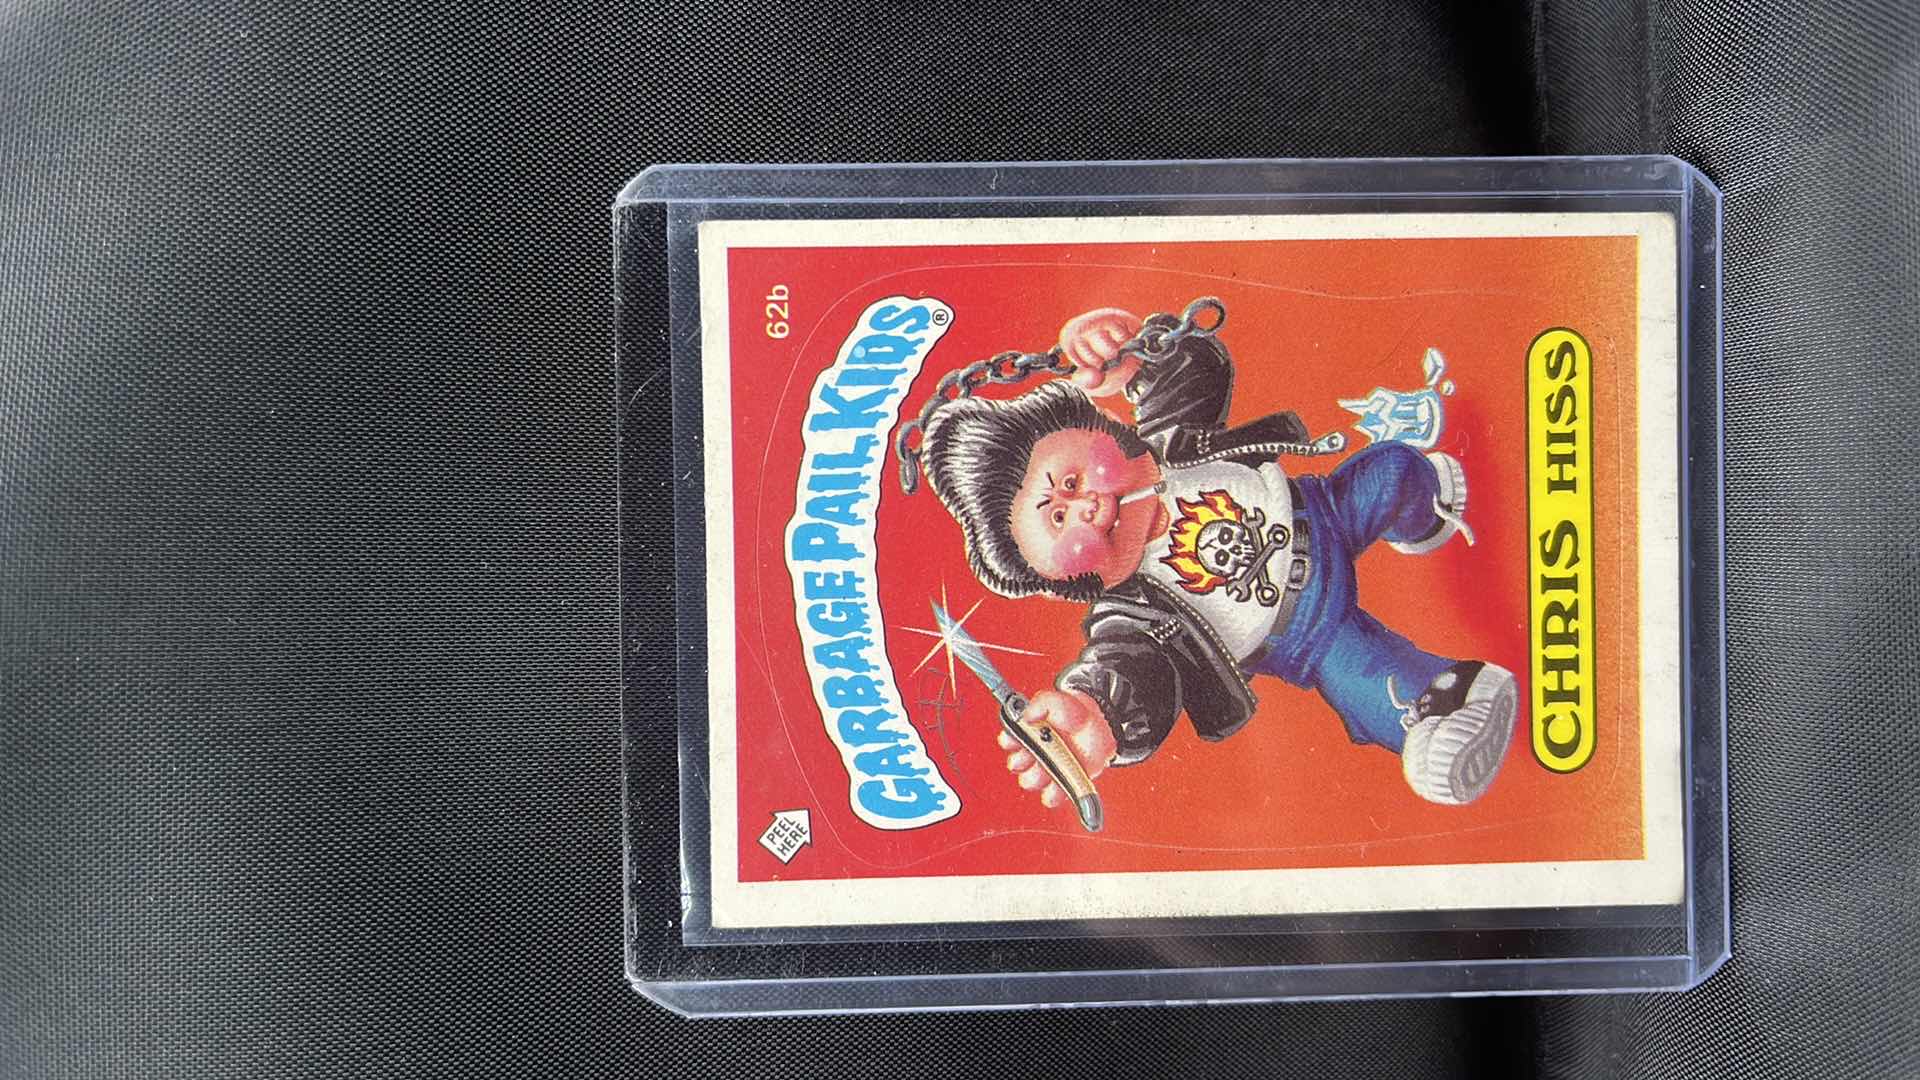 62b
GARBAGE PAIL KIDS®
PEEL
HERE
CHRIS HISS